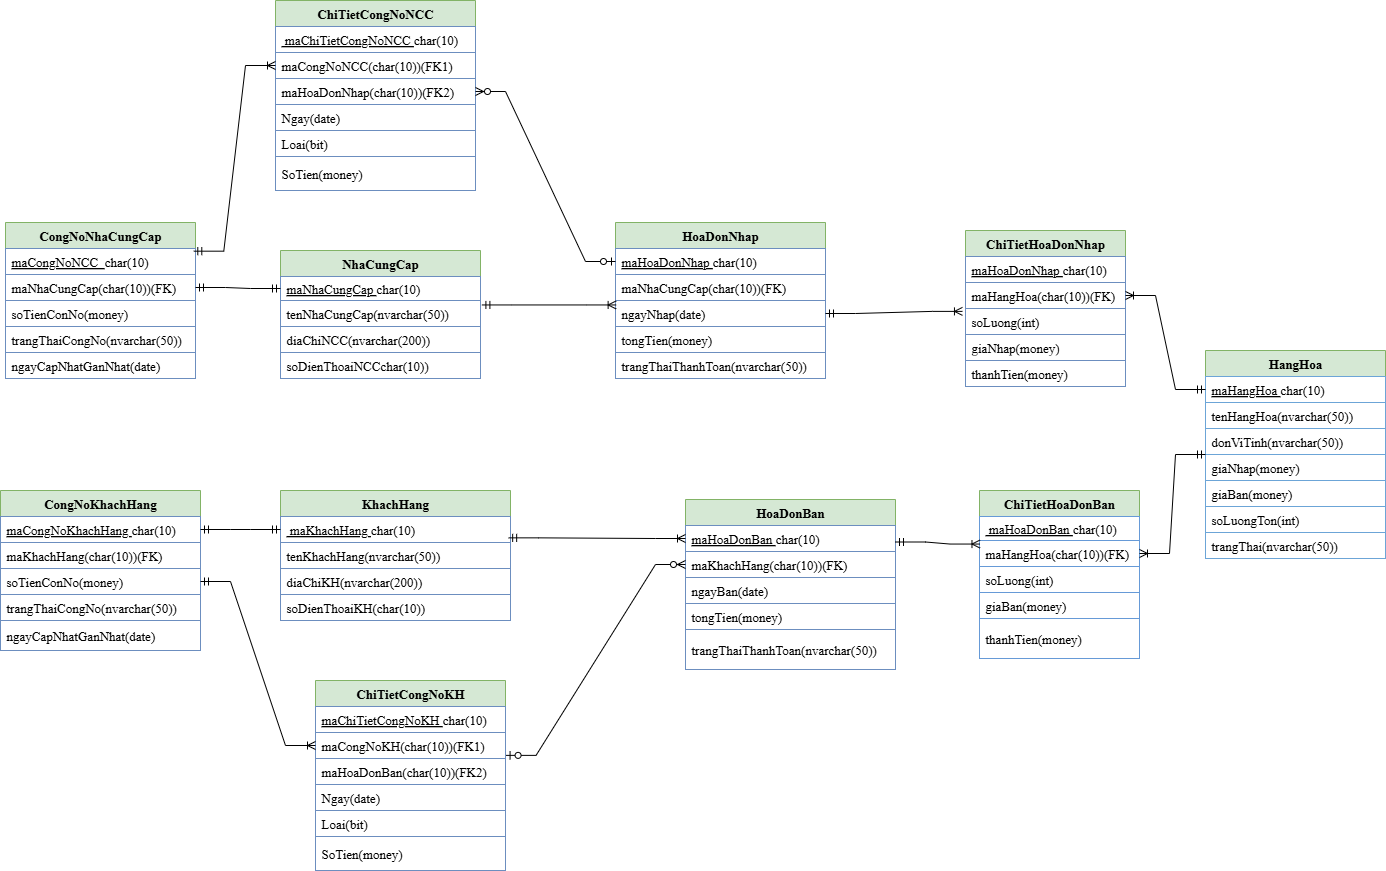 ChiTietCongNoNCC
maChiTietCongNoNCC char(10)
maCongNoNCC(char(10))(FK1)
maHoaDonNhap(char(10))(FK2)
Ngay(date)
Loai(bit)
SoTien(money)
CongNoNhaCungCap
maCongNoNCC char(10)
maNhaCungCap(char(10))(FK)
soTienConNo(money)
trangThaiCongNo(nvarchar(50))
ngayCapNhatGanNhat(date)
NhaCungCap
maNhaCungCap char(10)
tenNhaCungCap(nvarchar(50))
diaChiNCC(nvarchar(200))
soDienThoaiNCCchar(10))
HoaDonNhap
maHoaDonNhap char(10)
maNhaCungCap(char(10))(FK)
ngayNhap(date)
tongTien(money)
trangThaiThanhToan(nvarchar(50))
ChiTietHoaDonNhap
maHoaDonNhap char(10)
maHangHoa(char(10))(FK)
soLuong(int)
giaNhap(money)
thanhTien(money)
HangHoa
maHangHoa char(10)
tenHangHoa(nvarchar(50))
donViTinh(nvarchar(50))
giaNhap(money)
giaBan(money)
soLuongTon(int)
trangThai(nvarchar(50))
CongNoKhachHang
maCongNoKhachHang char(10)
maKhachHang(char(10))(FK)
soTienConNo(money)
trangThaiCongNo(nvarchar(50))
ngayCapNhatGanNhat(date)
KhachHang
maKhachHang char(10)
tenKhachHang(nvarchar(50))
diaChiKH(nvarchar(200))
soDienThoaiKH(char(10))
HoaDonBan
maHoaDonBan char(10)
maKhachHang(char(10))(FK)
ngayBan(date)
tongTien(money)
trangThaiThanhToan(nvarchar(50))
ChiTietHoaDonBan
maHoaDonBan char(10)
maHangHoa(char(10))(FK)
soLuong(int)
giaBan(money)
thanhTien(money)
ChiTietCongNoKH
maChiTietCongNoKH char(10)
maCongNoKH(char(10))(FK1)
maHoaDonBan(char(10))(FK2)
Ngay(date)
Loai(bit)
SoTien(money)